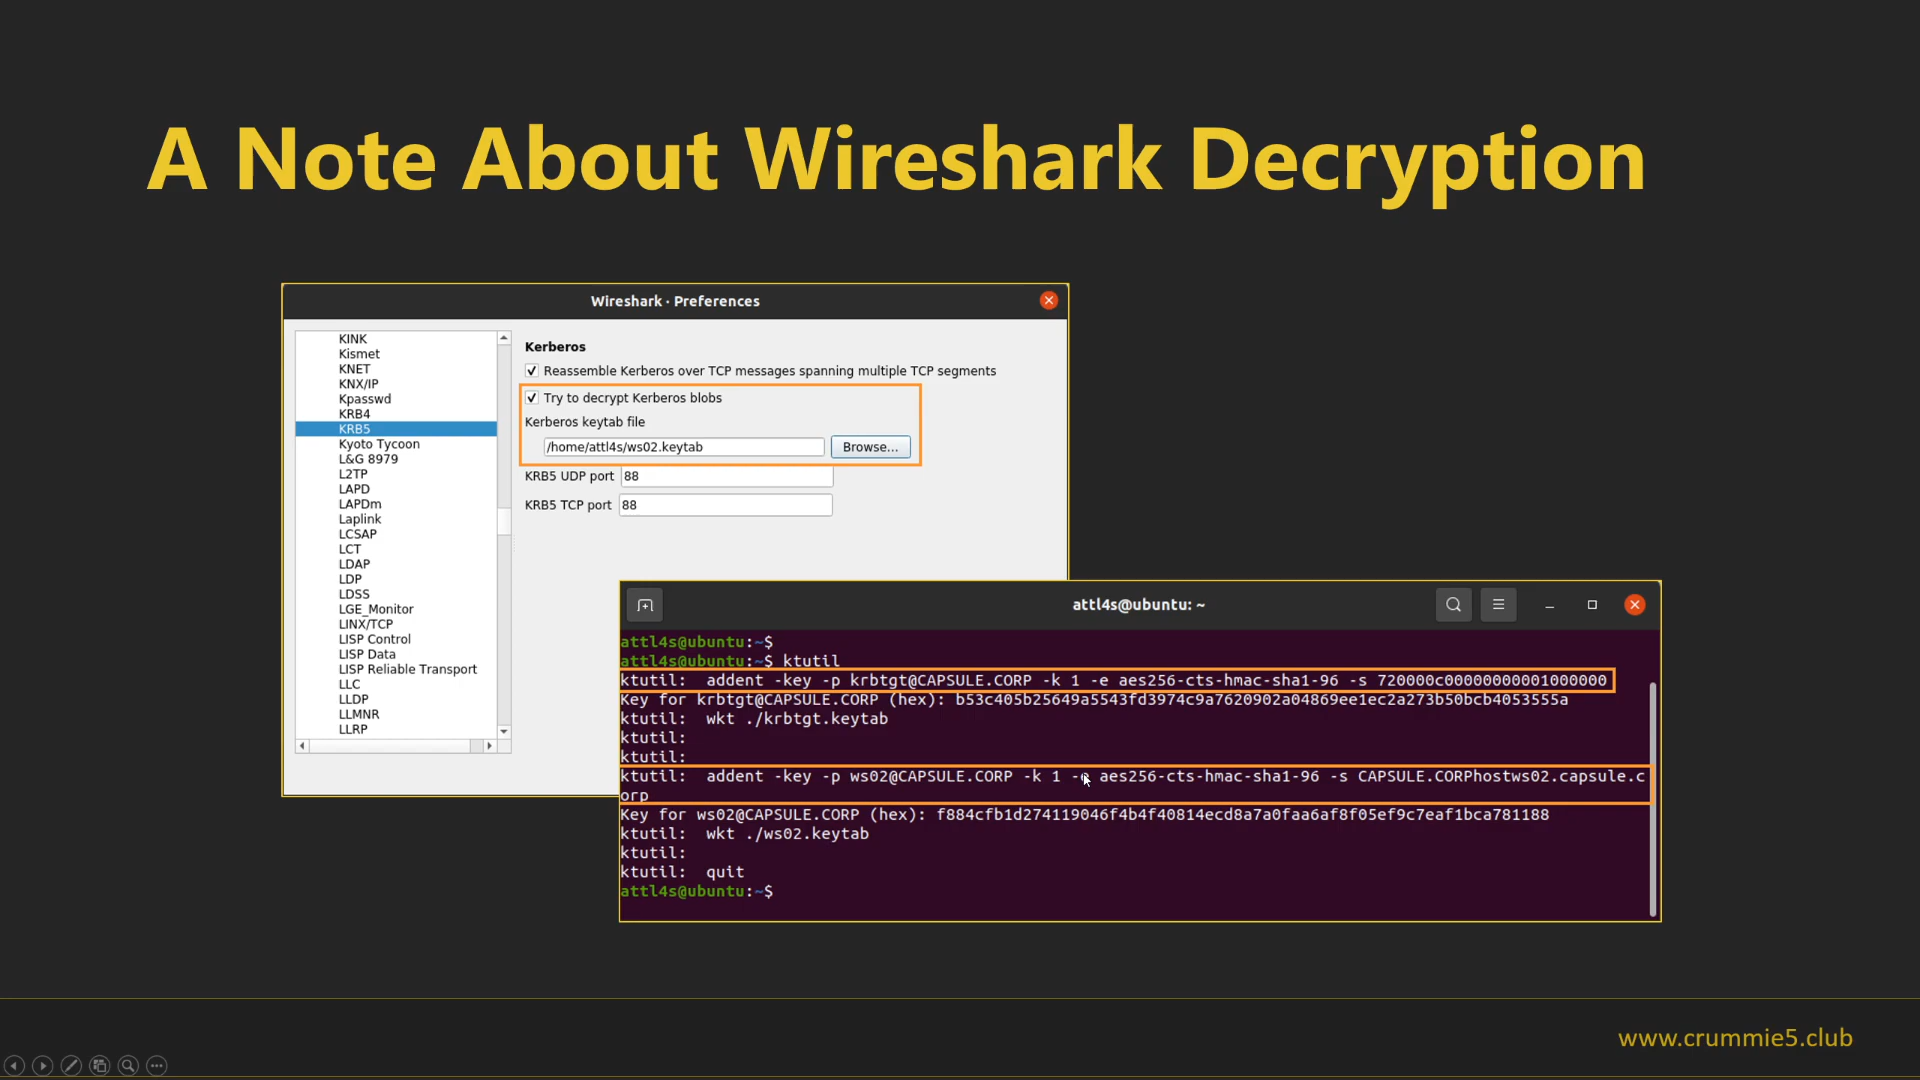 A Note About Wireshark Decryption
Wireshark · Preferences
KINK
Kismet
KNET
KNX/IP
Kpasswd
KRB4
KRB5
Kyoto Tycoon
L&G 8979
L2TP
LAPD
LAPDm
Laplink
LCSAP
LCT
LDAP
LDP
LDSS
LGE_Monitor
LINX/TCP
LISP Control
LISP Data
LISP Reliable Transport
LLC
LLDP
LLMNR
LLRP
Kerberos
Reassemble Kerberos over TCP messages spanning multiple TCP segments
Try to decrypt Kerberos blobs
Kerberos keytab file
/home/attl4s/ws02.keytab Browse...
KRB5 UDP port 88
KRB5 TCP port 88
attl4s@ubuntu: ~
attl4s@ubuntu:~$
attl4s@ubuntu:~$ ktutil
ktutil: addent -key -p krbtgt@CAPSULE.CORP -k 1 -e aes256-cts-hmac-sha1-96 -s 720000c00000000001000000
Key for krbtgt@CAPSULE.CORP (hex): b53c405b25649a5543fd3974c9a7620902a04869ee1ec2a273b50bcb4053555a
ktutil: wkt ./krbtgt.keytab
ktutil:
ktutil:
ktutil: addent -key -p ws02@CAPSULE.CORP -k 1 -e aes256-cts-hmac-sha1-96 -s CAPSULE.CORPhostws02.capsule.c
orp
Key for ws02@CAPSULE.CORP (hex): f884cfb1d274119046f4b4f40814ecd8a7a0faa6af8f05ef9c7eaf1bca781188
ktutil: wkt ./ws02.keytab
ktutil:
ktutil: quit
attl4s@ubuntu:~$
www.crummie5.club